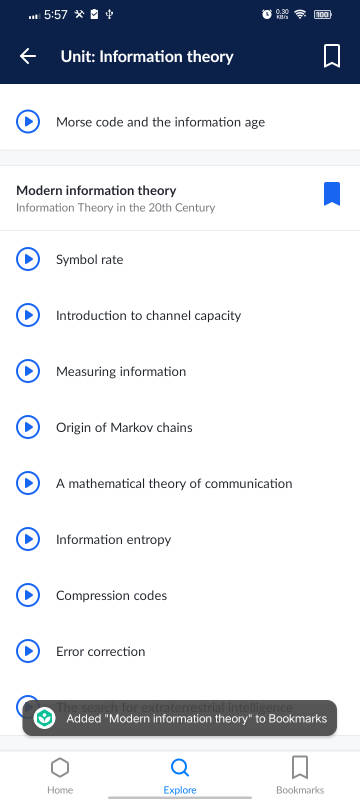 5:57
0.30
KB/s
100
Unit: Information theory
Morse code and the information age
Modern information theory
Information Theory in the 20th Century
Symbol rate
Introduction to channel capacity
Measuring information
Origin of Markov chains
A mathematical theory of communication
Information entropy
Compression codes
Error correction
The search for extraterrestrial intelligence
Added "Modern information theory" to Bookmarks
Home
Explore
Bookmarks